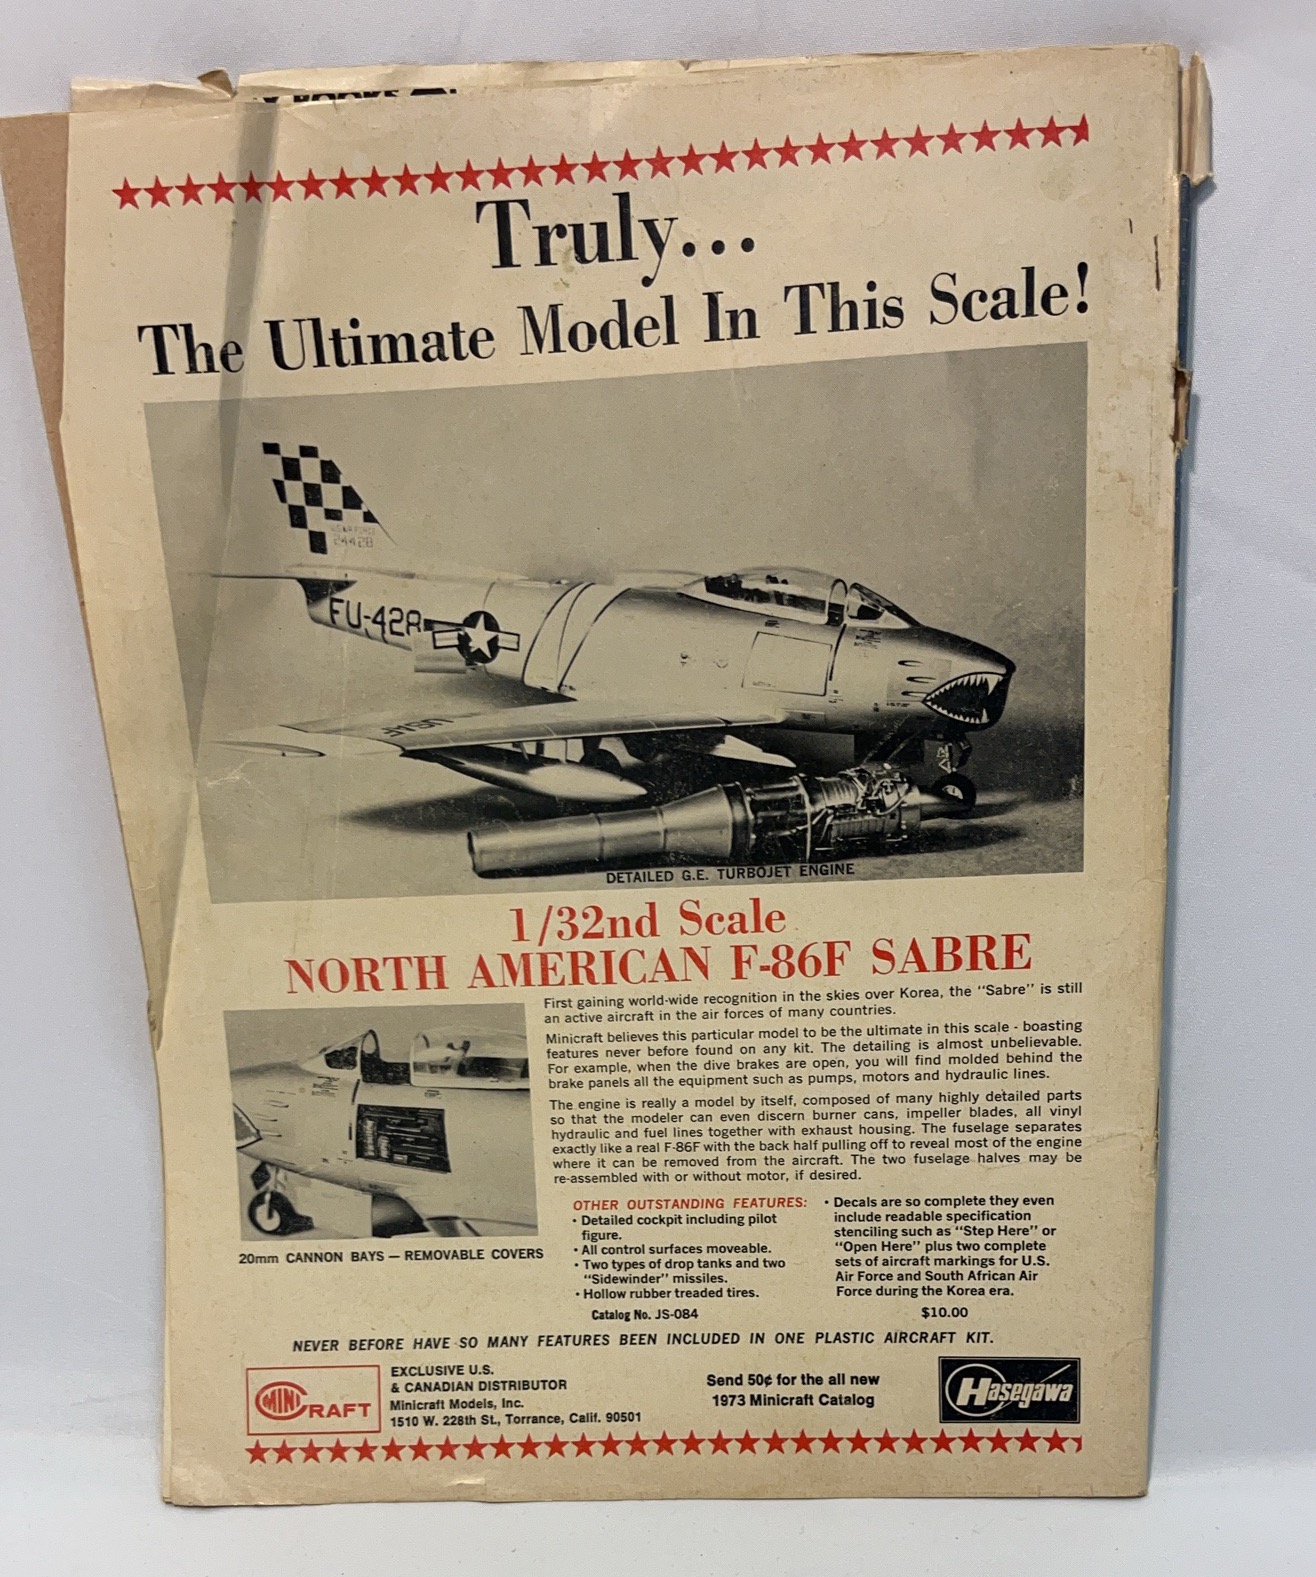 BOOKS
Truly...
The Ultimate Model In This Scale!
24428
FU-428
USAF
DETAILED G.E. TURBOJET ENGINE
1/32nd Scale
NORTH AMERICAN F-86F SABRE
First gaining world-wide recognition in the skies over Korea, the "Sabre" is still
an active aircraft in the air forces of many countries.
Minicraft believes this particular model to be the ultimate in this scale - boasting
features never before found on any kit. The detailing is almost unbelievable.
For example, when the dive brakes are open, you will find molded behind the
brake panels all the equipment such as pumps, motors and hydraulic lines.
The engine is really a model by itself, composed of many highly detailed parts
so that the modeler can even discern burner cans, impeller blades, all vinyl
hydraulic and fuel lines together with exhaust housing. The fuselage separates
exactly like a real F-86F with the back half pulling off to reveal most of the engine
where it can be removed from the aircraft. The two fuselage halves may be
re-assembled with or without motor, if desired.
20mm CANNON BAYS — REMOVABLE COVERS
OTHER OUTSTANDING FEATURES:
• Detailed cockpit including pilot
figure.
• All control surfaces moveable.
• Two types of drop tanks and two
"Sidewinder" missiles.
• Hollow rubber treaded tires.
Catalog No. JS-084
• Decals are so complete they even
include readable specification
stenciling such as "Step Here" or
"Open Here" plus two complete
sets of aircraft markings for U.S.
Air Force and South African Air
Force during the Korea era.
$10.00
NEVER BEFORE HAVE SO MANY FEATURES BEEN INCLUDED IN ONE PLASTIC AIRCRAFT KIT.
MINI CRAFT
EXCLUSIVE U.S.
& CANADIAN DISTRIBUTOR
Minicraft Models, Inc.
1510 W. 228th St., Torrance, Calif. 90501
Send 50¢ for the all new
1973 Minicraft Catalog
Hasegawa